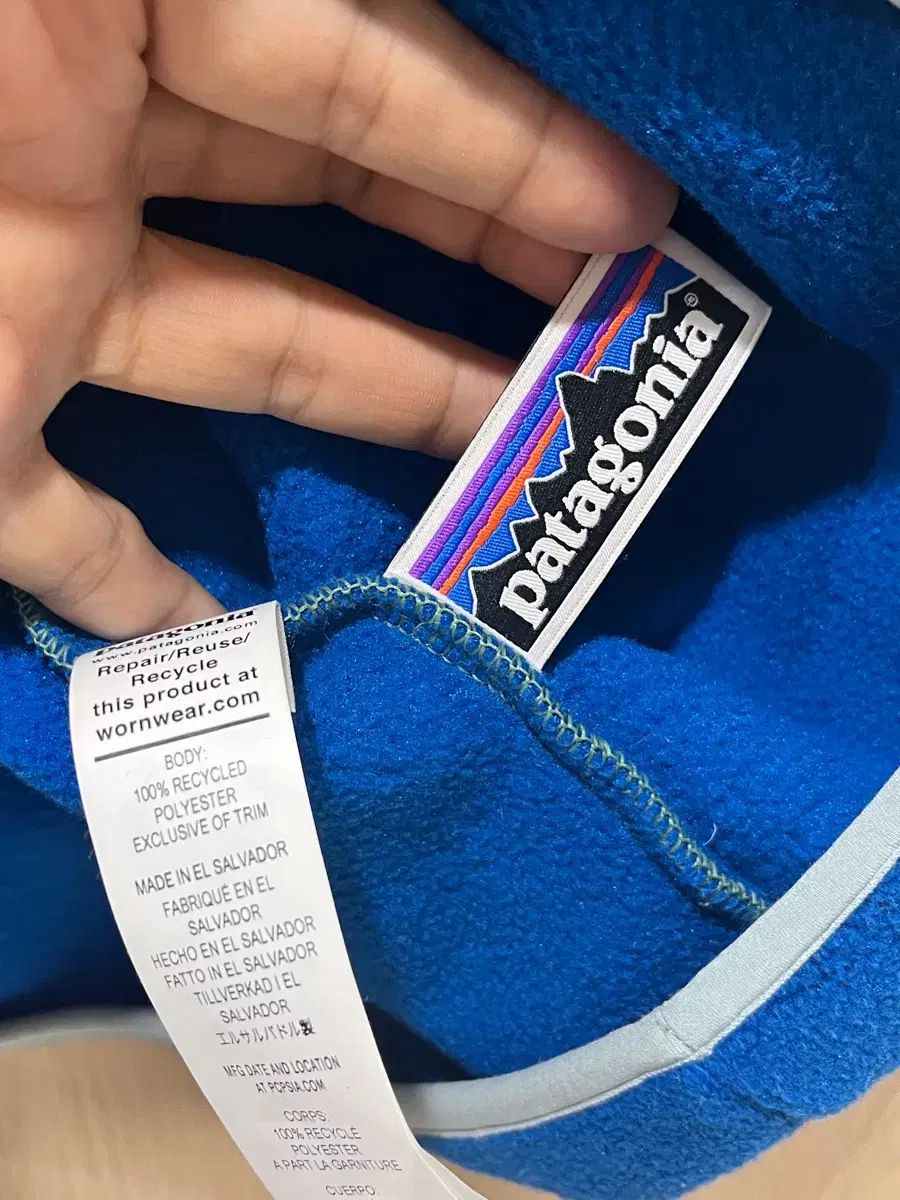 patagonia®
patagonia
www.patagonia.com
Repair/Reuse/
Recycle
this product at
wornwear.com
BODY:
100% RECYCLED
POLYESTER
EXCLUSIVE OF TRIM
MADE IN EL SALVADOR
FABRIQUÉ EN EL
SALVADOR
HECHO EN EL SALVADOR
FATTO IN EL SALVADOR
TILLVERKAD I EL
SALVADOR
エルサルバドル製
MFG DATE AND LOCATION
AT PCPSIA.COM
CORPS:
100% RECYCLÉ
POLYESTER
A PART LA GARNITURE
CUERPO: